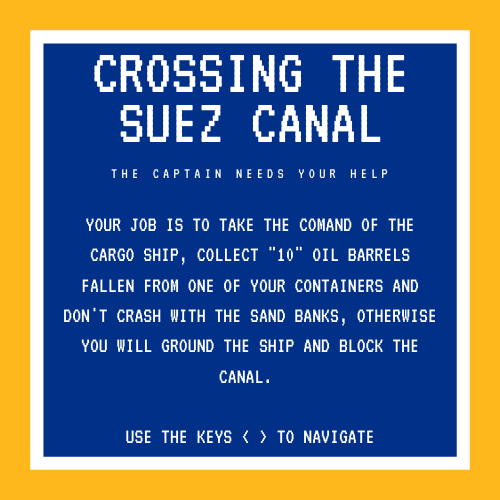 CROSSING THE
SUEZ CANAL
THE CAPTAIN NEEDS YOUR HELP
YOUR JOB IS TO TAKE THE COMAND OF THE
CARGO SHIP, COLLECT "10" OIL BARRELS
FALLEN FROM ONE OF YOUR CONTAINERS AND
DON'T CRASH WITH THE SAND BANKS, OTHERWISE
YOU WILL GROUND THE SHIP AND BLOCK THE
CANAL.
USE THE KEYS < > TO NAVIGATE